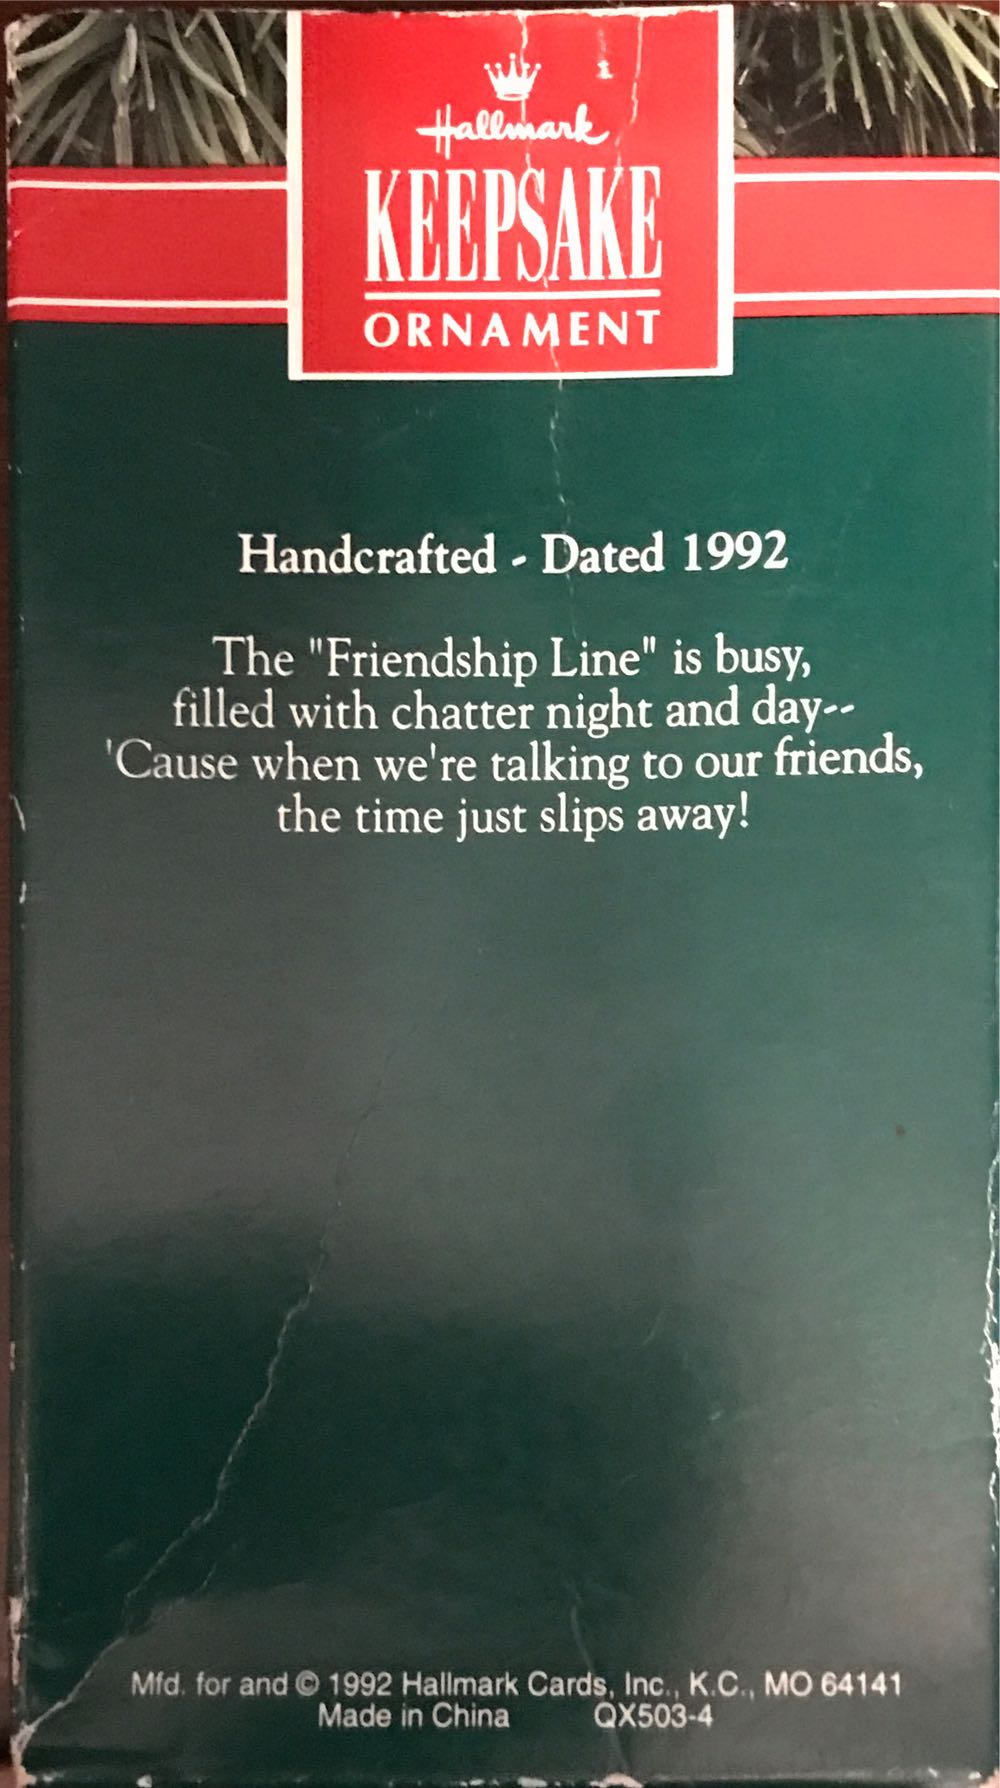 Hallmark
KEEPSAKE
ORNAMENT
Handcrafted - Dated 1992
The "Friendship Line" is busy,
filled with chatter night and day--
'Cause when we're talking to our friends,
the time just slips away!
Mfd. for and © 1992 Hallmark Cards, Inc., K.C., MO 64141
Made in China QX503-4